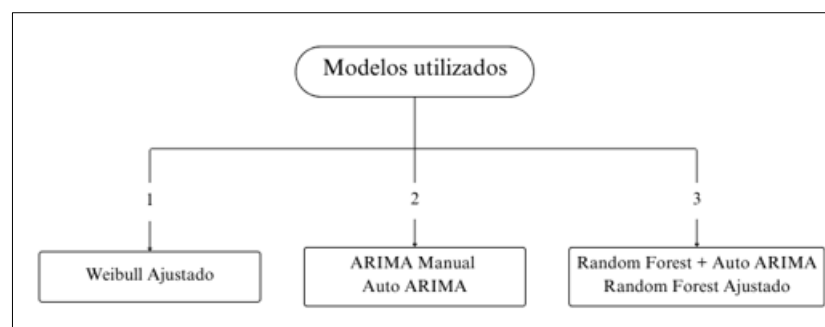 Modelos utilizados
1
2
3
Weibull Ajustado
ARIMA Manual
Auto ARIMA
Random Forest + Auto ARIMA
Random Forest Ajustado